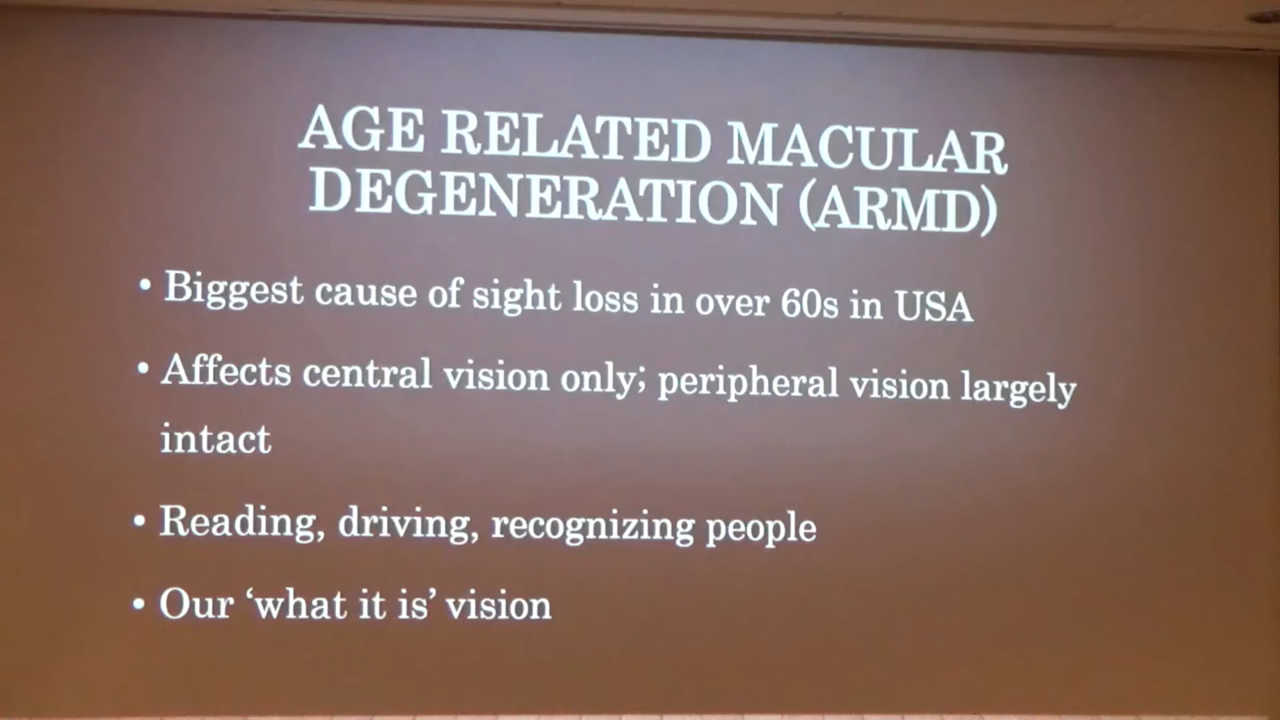 AGE RELATED MACULAR
DEGENERATION (ARMD)
• Biggest cause of sight loss in over 60s in USA
• Affects central vision only; peripheral vision largely
intact
• Reading, driving, recognizing people
• Our ‘what it is’ vision